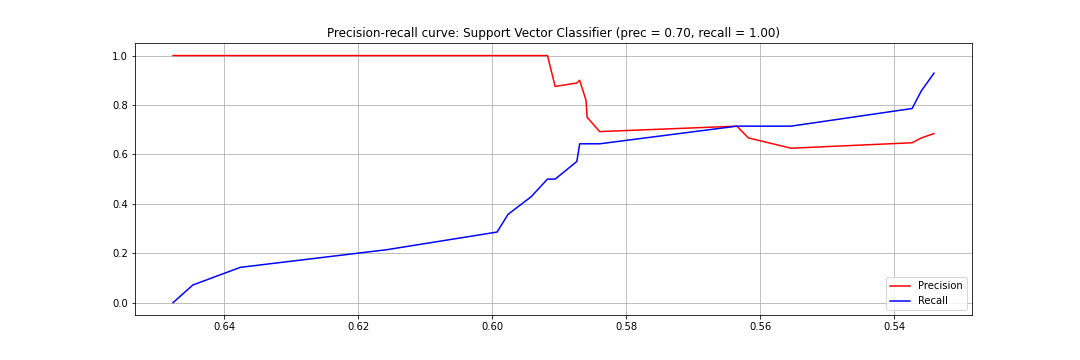 Precision-recall curve: Support Vector Classifier (prec = 0.70, recall = 1.00)
1.0
0.8
0.6
0.4
0.2
0.0
0.64 0.62 0.60 0.58 0.56 0.54
Precision
Recall